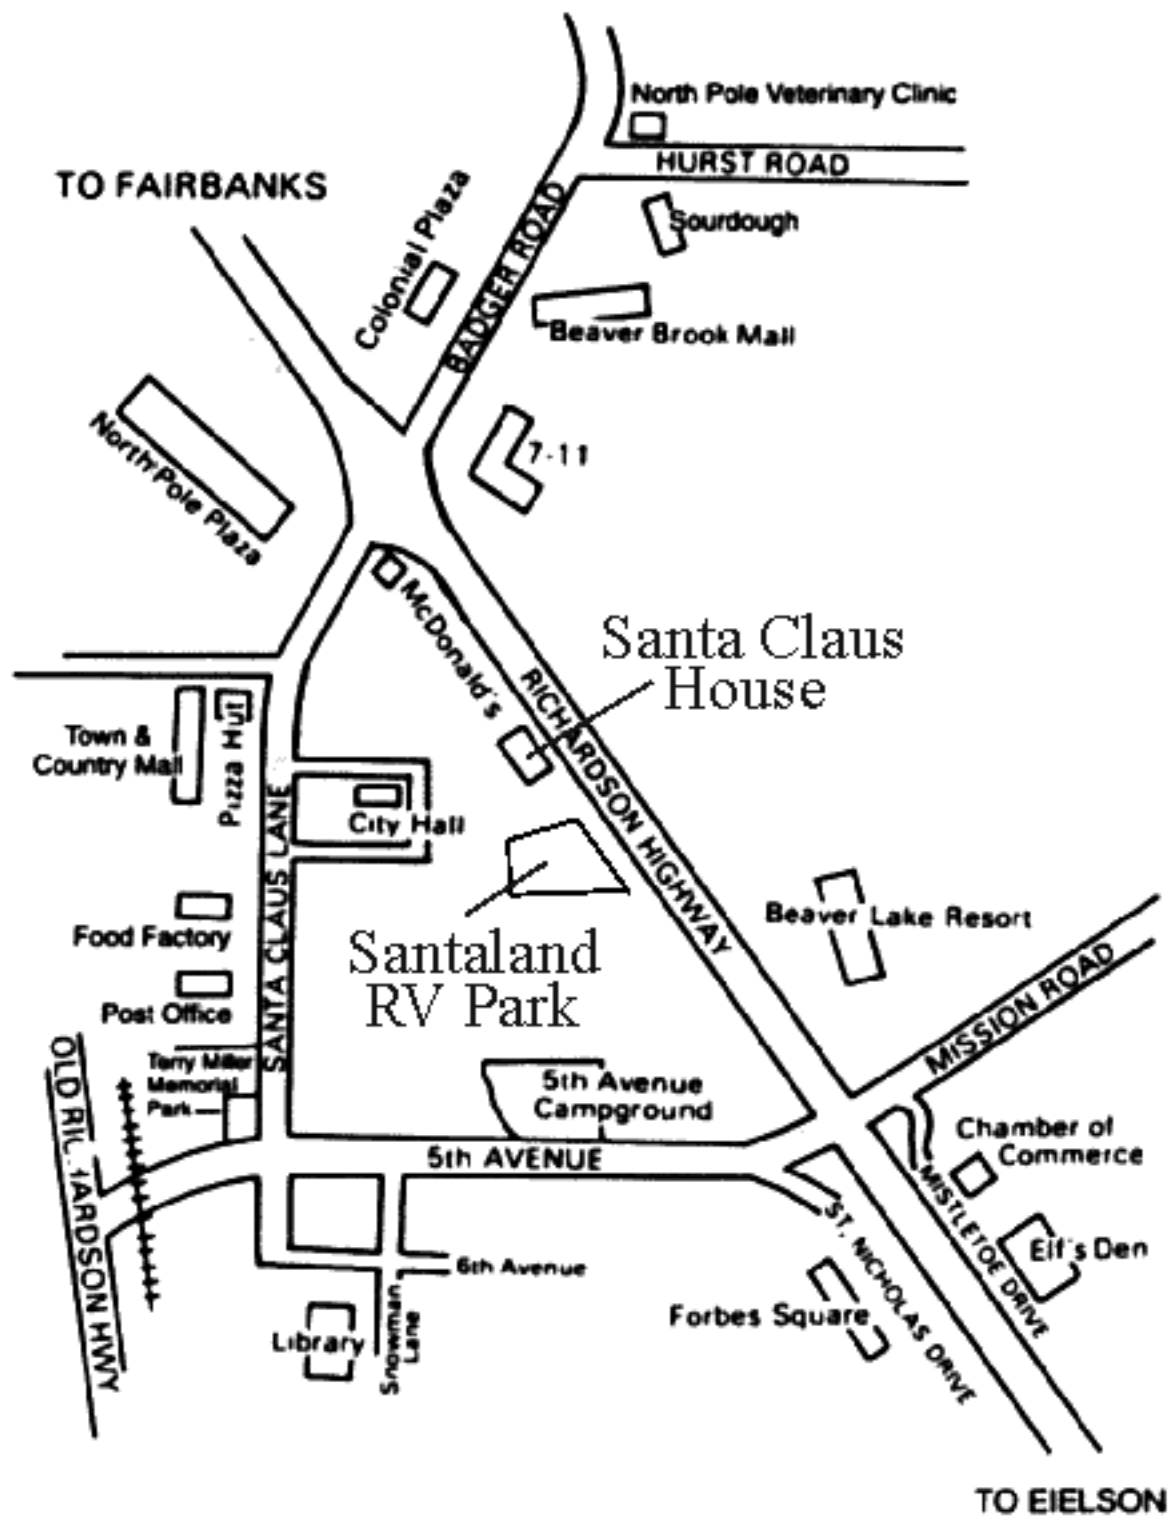 North Pole Veterinary Clinic
HURST ROAD
TO FAIRBANKS
Colonial Plaza
BADGER ROAD
Sourdough
Beaver Brook Mall
7-11
North Pole Plaza
McDonald's
Santa Claus
House
RICHARDSON HIGHWAY
Town &
Country Mall
Pizza Hut
City Hall
SANTA CLAUS LANE
Food Factory
Post Office
Santaland
RV Park
Beaver Lake Resort
MISSION ROAD
Terry Miller
Memorial
Park
OLD RICHARDSON HWY
5th Avenue
Campground
5th AVENUE
Chamber of
Commerce
MISTLETOE DRIVE
Elf's Den
ST. NICHOLAS DRIVE
6th Avenue
Forbes Square
Library
Snowman
Lane
TO EIELSON